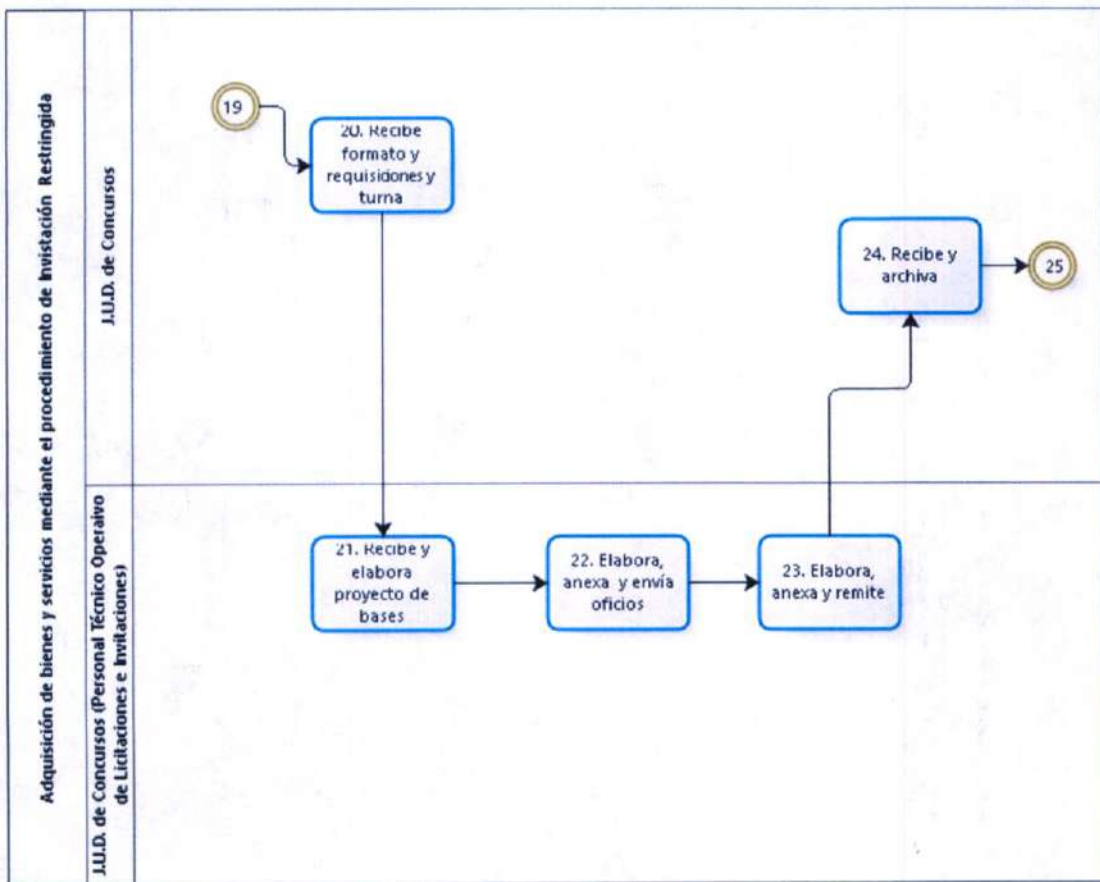 Adquisición de bienes y servicios mediante el procedimiento de Invistación Restringida
J.U.D. de Concursos
19
20. Recibe
formato y
requisiciones y
turna
24. Recibe y
archiva
25
J.U.D. de Concursos (Personal Técnico Operaivo
de Licitaciones e Invitaciones)
21. Recibe y
elabora
proyecto de
bases
22. Elabora,
anexa y envía
oficios
23. Elabora,
anexa y remite